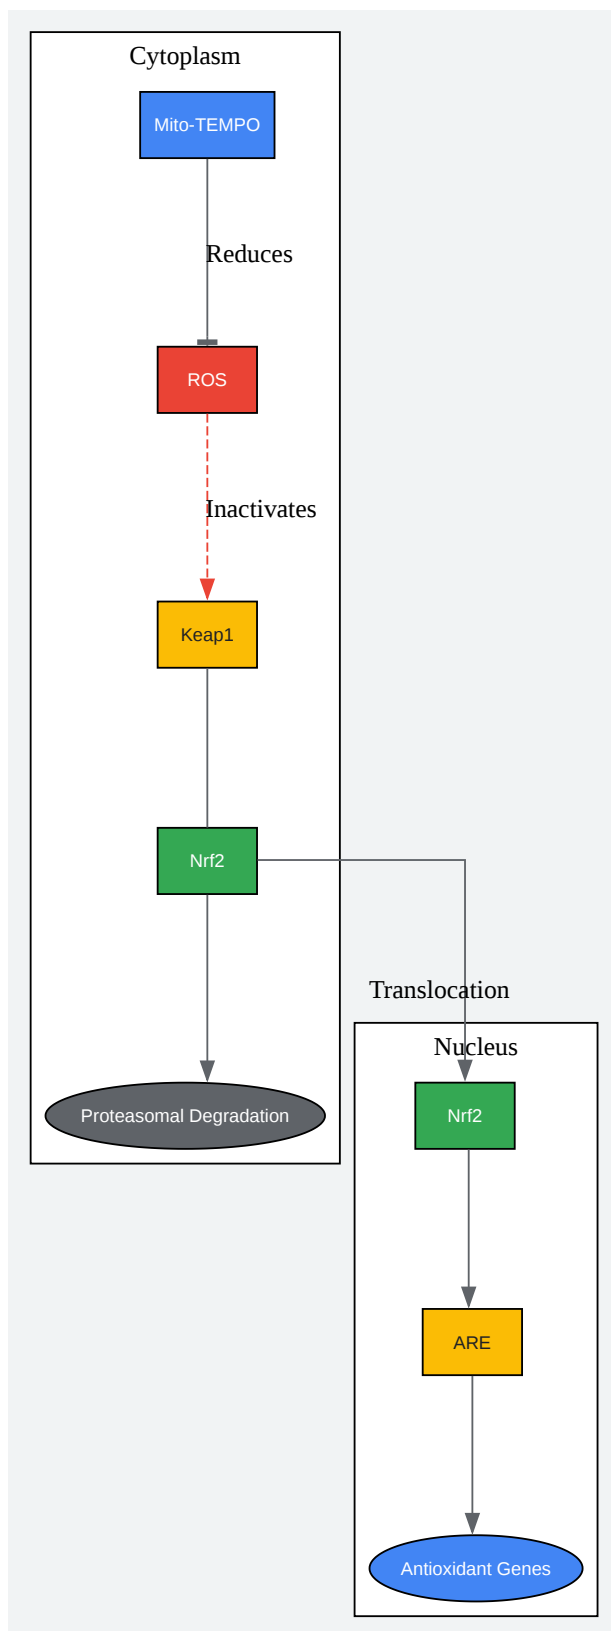 Cytoplasm
Mito-TEMPO
Reduces
ROS
Inactivates
Keap1
Nrf2
Proteasomal Degradation
Translocation
Nucleus
Nrf2
ARE
Antioxidant Genes